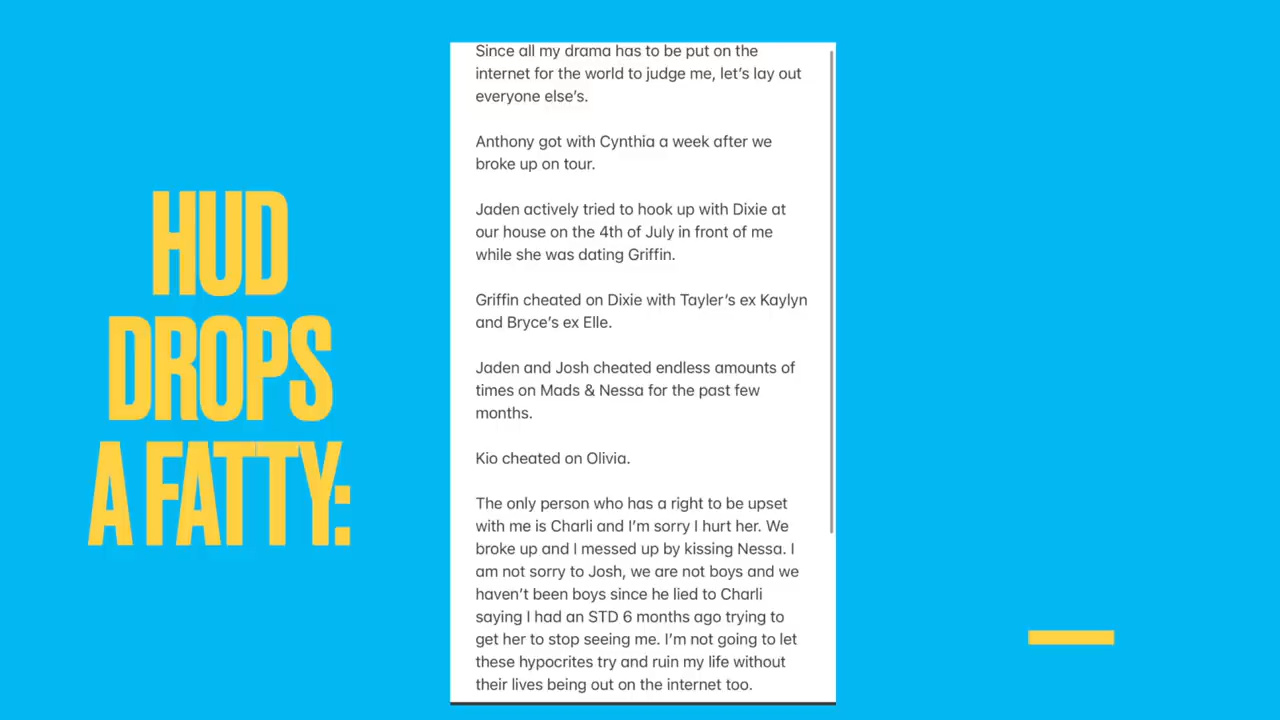 HUD
DROPS
A FATTY:
Since all my drama has to be put on the
internet for the world to judge me, let's lay out
everyone else's.
Anthony got with Cynthia a week after we
broke up on tour.
Jaden actively tried to hook up with Dixie at
our house on the 4th of July in front of me
while she was dating Griffin.
Griffin cheated on Dixie with Tayler's ex Kaylyn
and Bryce's ex Elle.
Jaden and Josh cheated endless amounts of
times on Mads & Nessa for the past few
months.
Kio cheated on Olivia.
The only person who has a right to be upset
with me is Charli and I'm sorry I hurt her. We
broke up and I messed up by kissing Nessa. I
am not sorry to Josh, we are not boys and we
haven't been boys since he lied to Charli
saying I had an STD 6 months ago trying to
get her to stop seeing me. I'm not going to let
these hypocrites try and ruin my life without
their lives being out on the internet too.